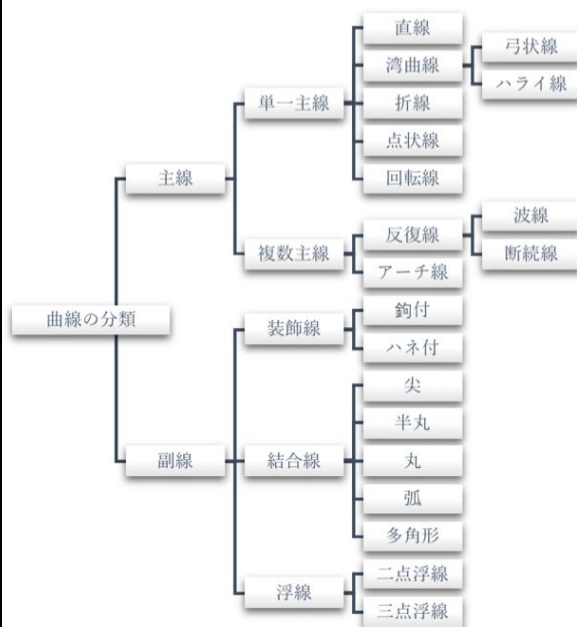 曲線の分類
主線
単一主線
直線
湾曲線
弓状線
ハライ線
折線
点状線
回転線
複数主線
反復線
波線
断続線
アーチ線
副線
装飾線
鉤付
ハネ付
結合線
尖
半丸
丸
弧
多角形
浮線
二点浮線
三点浮線